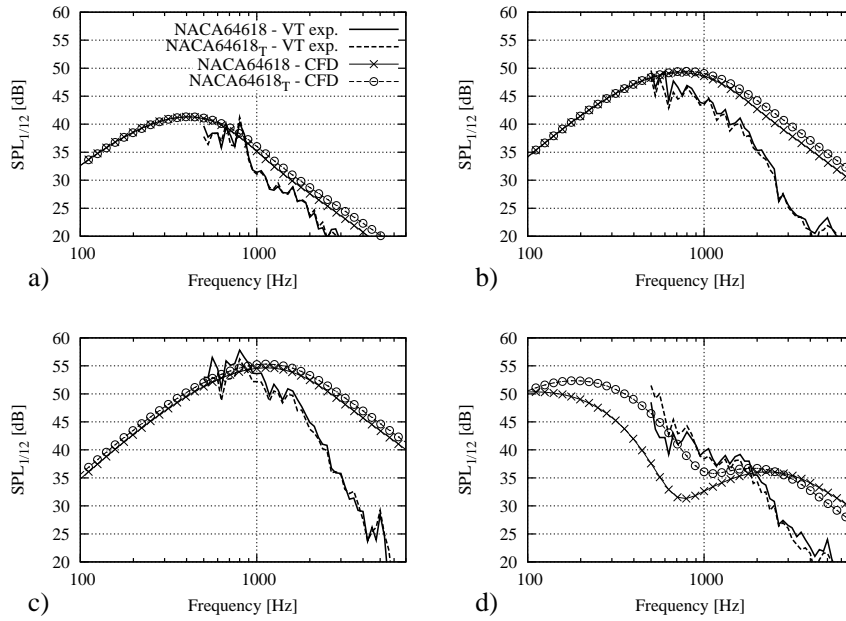 NACA64618 - VT exp.
NACA64618T - VT exp.
NACA64618 - CFD
NACA64618T - CFD
SPL1/12 [dB]
60
55
50
45
40
35
30
25
20
100
1000
Frequency [Hz]
a)
SPL1/12 [dB]
60
55
50
45
40
35
30
25
20
100
1000
Frequency [Hz]
b)
SPL1/12 [dB]
60
55
50
45
40
35
30
25
20
100
1000
Frequency [Hz]
c)
SPL1/12 [dB]
60
55
50
45
40
35
30
25
20
100
1000
Frequency [Hz]
d)